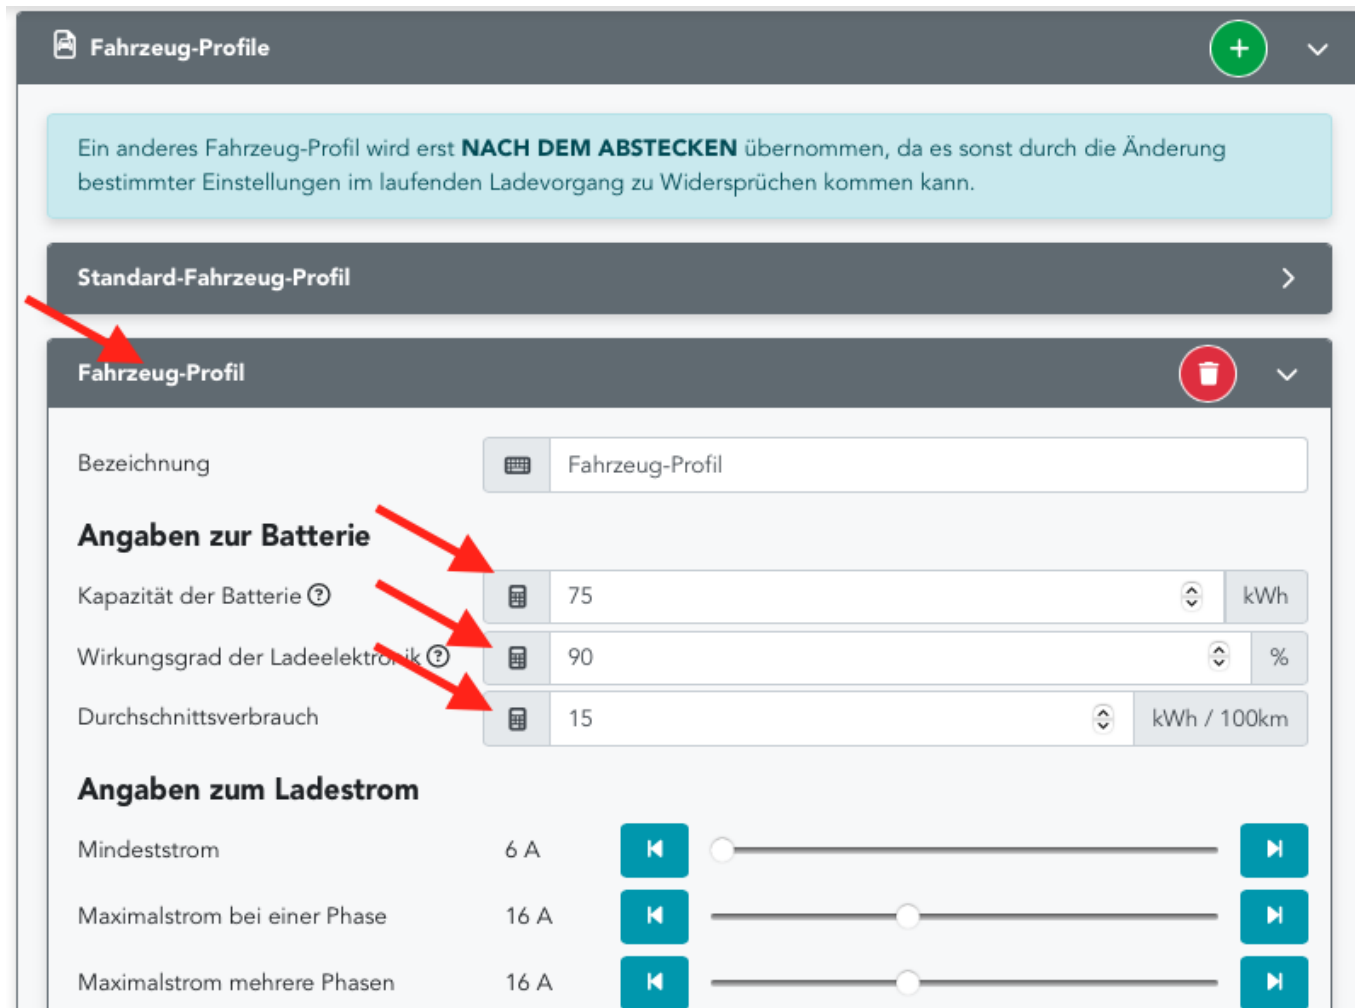 Fahrzeug-Profile
Ein anderes Fahrzeug-Profil wird erst NACH DEM ABSTECKEN übernommen, da es sonst durch die Änderung
bestimmter Einstellungen im laufenden Ladevorgang zu Widersprüchen kommen kann.
Standard-Fahrzeug-Profil
Fahrzeug-Profil
Bezeichnung Fahrzeug-Profil
Angaben zur Batterie
Kapazität der Batterie 75 kWh
Wirkungsgrad der Ladeelektronik 90 %
Durchschnittsverbrauch 15 kWh / 100km
Angaben zum Ladestrom
Mindeststrom 6 A
Maximalstrom bei einer Phase 16 A
Maximalstrom mehrere Phasen 16 A